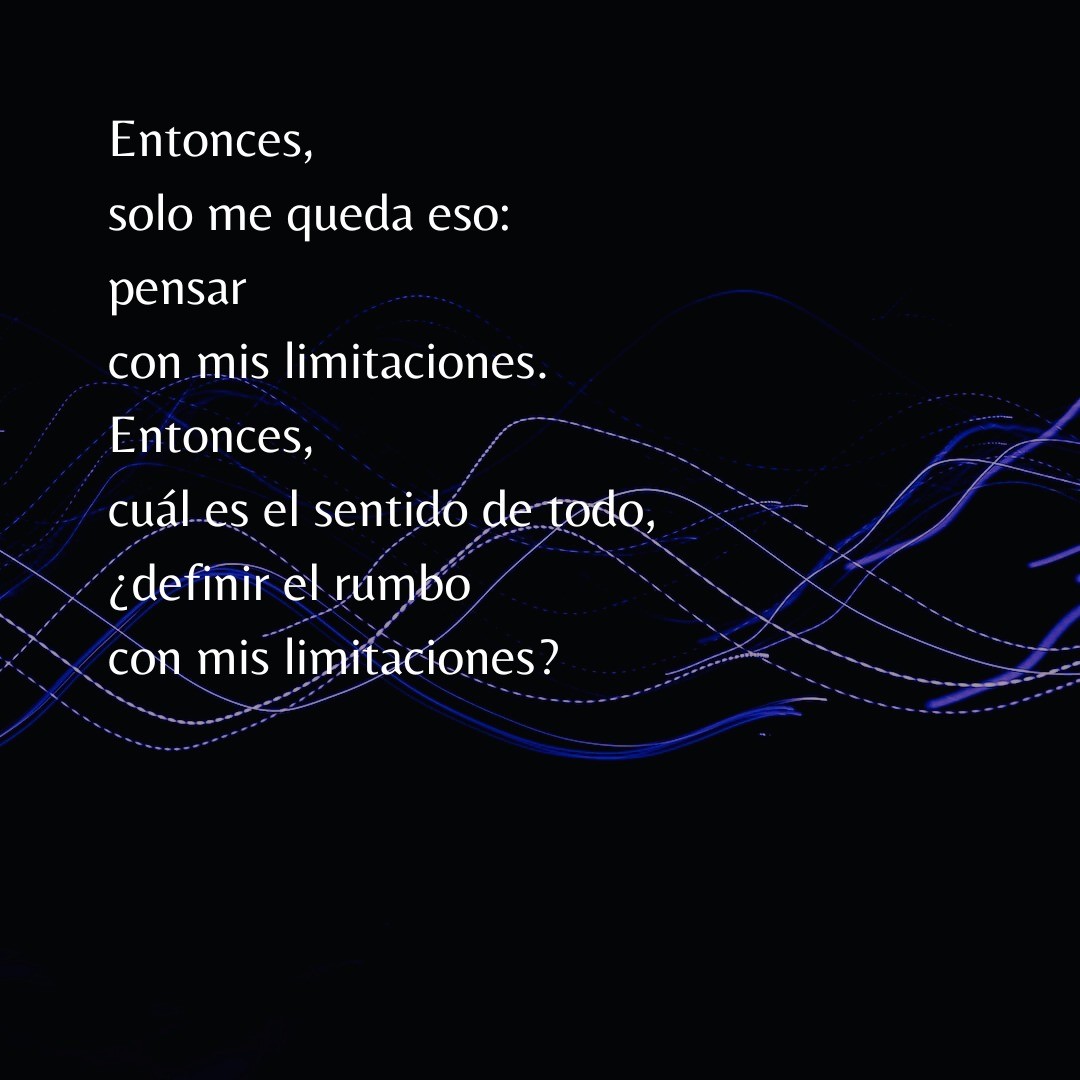 Entonces,
solo me queda eso:
pensar
con mis limitaciones.
Entonces,
cuál es el sentido de todo,
¿definir el rumbo
con mis limitaciones?